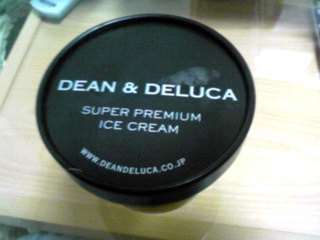 DEAN & DELUCA
SUPER PREMIUM
ICE CREAM
WWW.DEANDELUCA.CO.JP